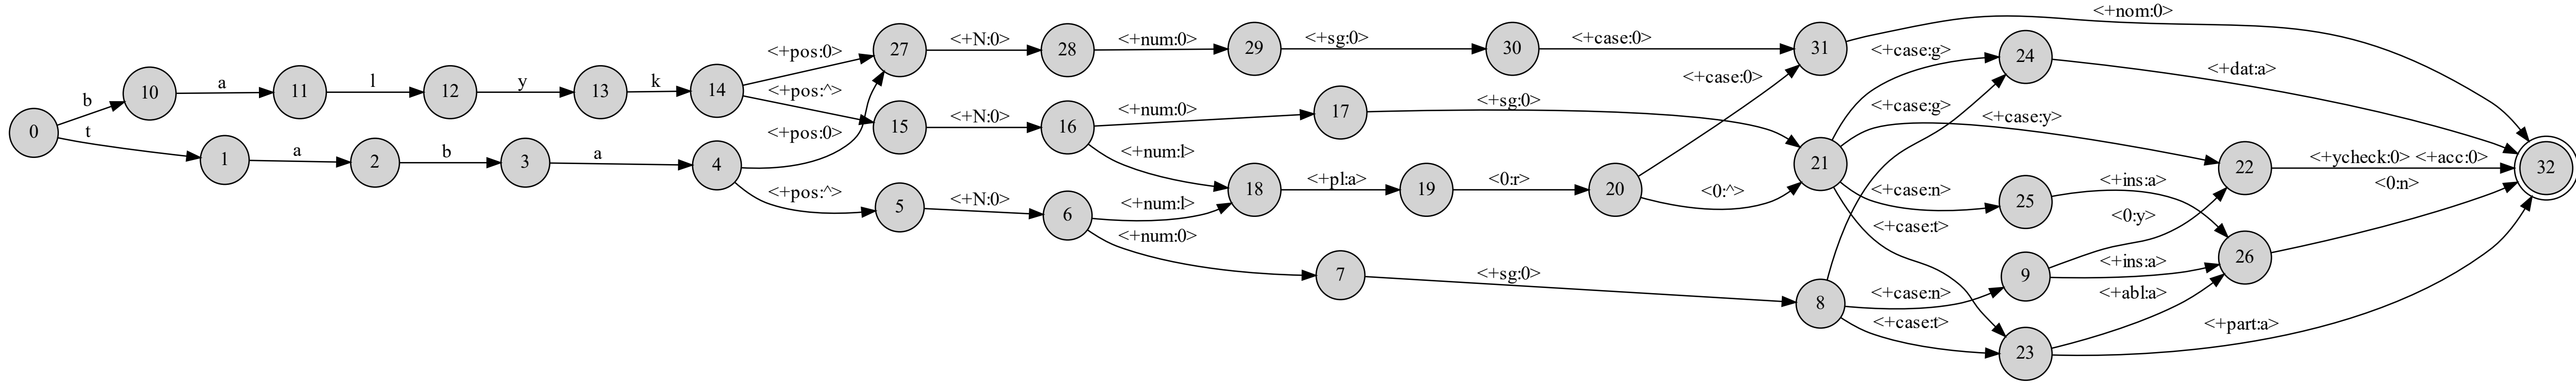 <+nom:0>
27
<+N:0>
28
<+num:0>
29
<+sg:0>
30
<+case:0>
31
<+case:g>
24
<+pos:0>
<+dat:a>
10
a
11
l
12
y
13
k
14
<+pos:^>
<+case:0>
b
0
t
<+num:0>
17
<+sg:0>
<+case:g>
<+case:y>
15
<+N:0>
16
<+pos:0>
1
a
2
b
3
a
4
<+num:l>
18
<+pl:a>
19
<0:r>
20
<0:^>
21
22
<+ycheck:0> <+acc:0>
32
<0:n>
<+pos:^>
5
<+N:0>
6
<+num:l>
<+num:0>
<+case:n>
25
<+ins:a>
<+case:t>
<0:y>
7
<+sg:0>
8
<+case:n>
9
<+ins:a>
26
<+abl:a>
<+case:t>
23
<+part:a>